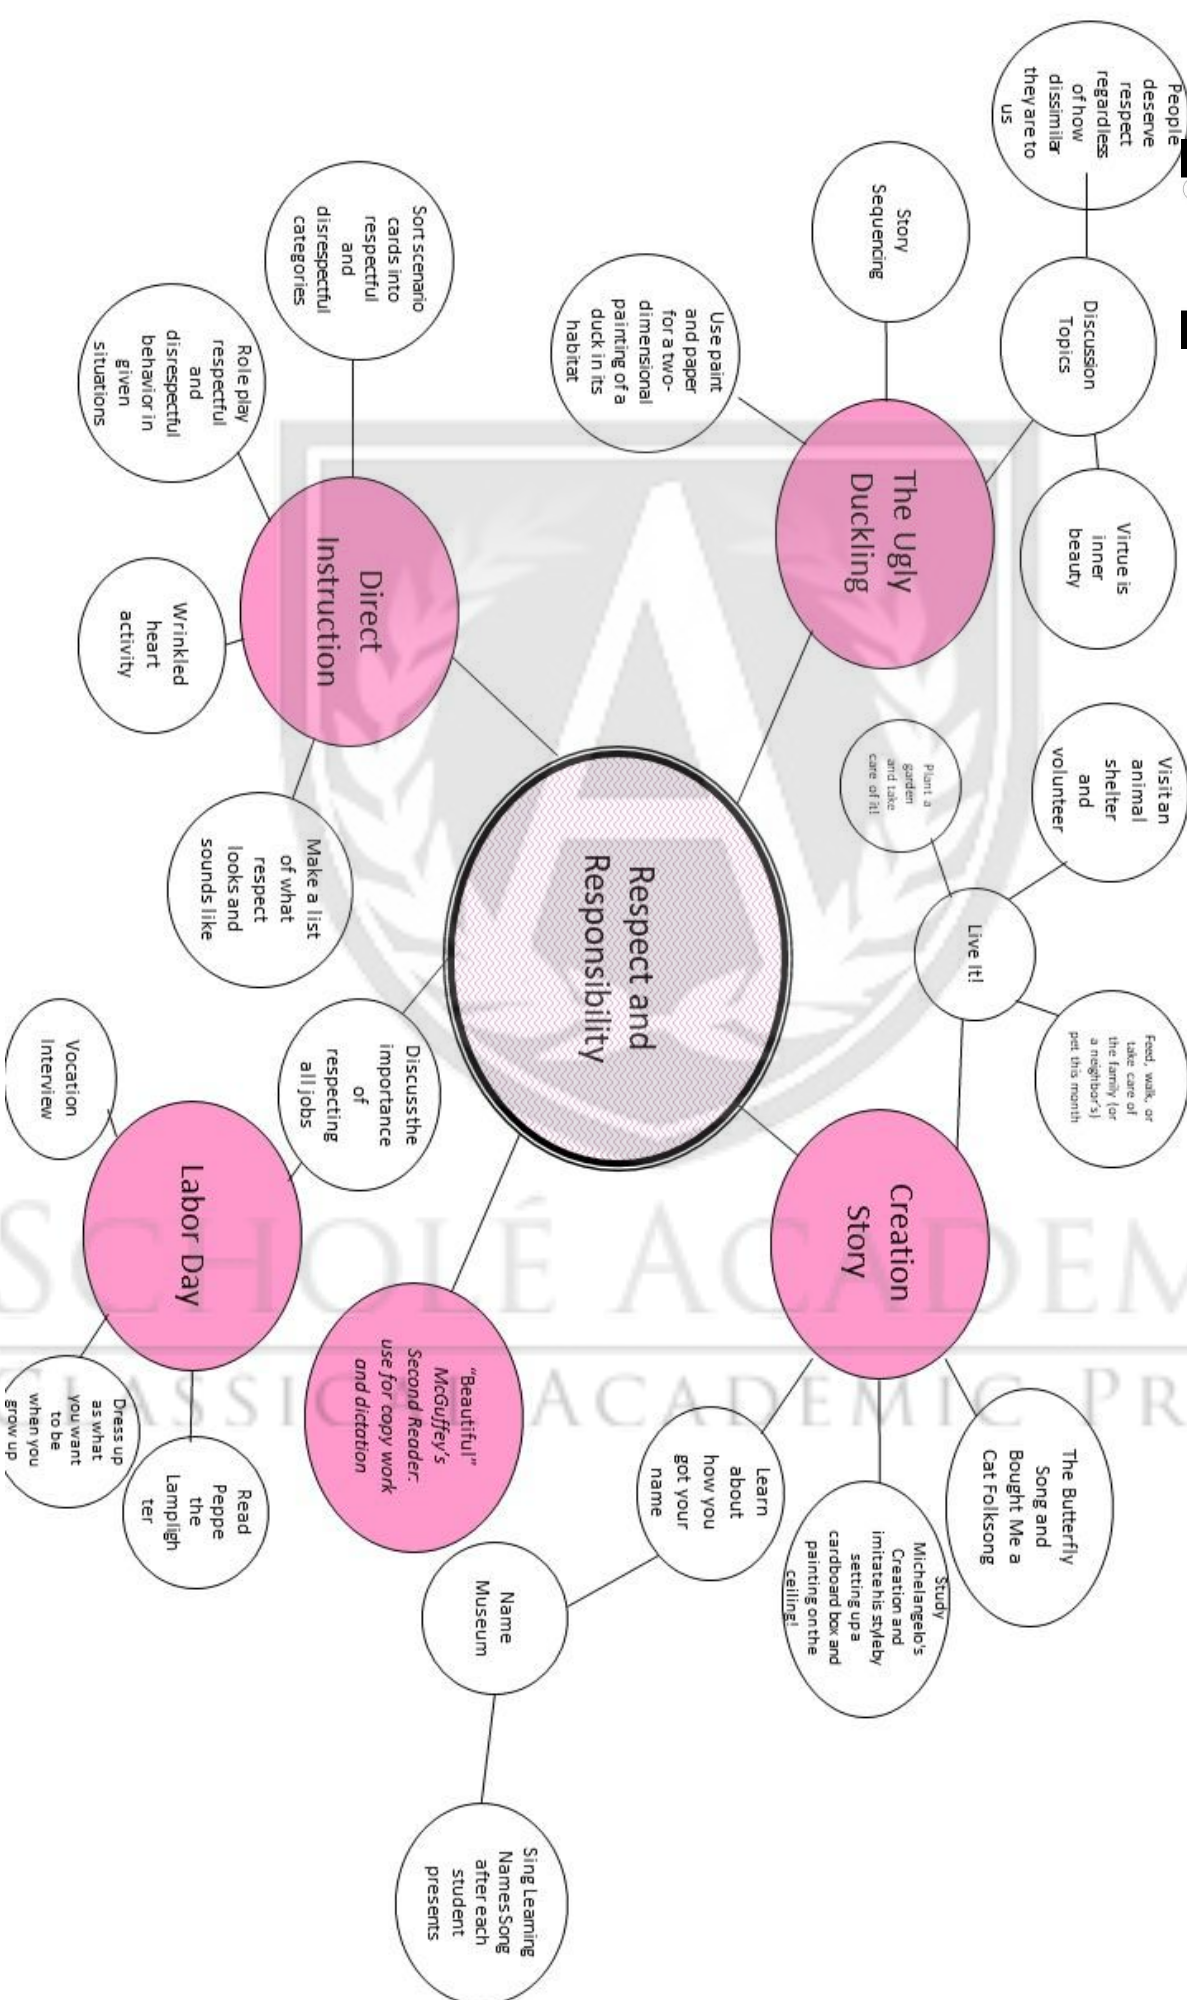 People
deserve
respect
regardless
of how
dissimilar
they are to
us
Discussion
Topics
Virtue is
inner
beauty
Story
Sequencing
Use paint
and paper
for a two-
dimensional
painting of a
duck in its
habitat
The Ugly
Duckling
Visit an
animal
shelter
and
volunteer
Plant a
garden
and take
care of it!
Live It!
Feed, walk, or
take care of
the family (or
a neighbor's)
pet this month
Creation
Story
The Butterfly
Song and
Bought Me a
Cat Folksong
Study
Michelangelo's
Creation and
imitate his style by
setting up a
cardboard box and
painting on the
ceiling!
Learn
about
how you
got your
name
Name
Museum
Sing Learning
Names Song
after each
student
presents
Respect and
Responsibility
Sort scenario
cards into
respectful
and
disrespectful
categories
Role play
respectful
and
disrespectful
behavior in
given
situations
Direct
Instruction
Wrinkled
heart
activity
Make a list
of what
respect
looks and
sounds like
Discuss the
importance
of
respecting
all jobs
"Beautiful"
McGuffey's
Second Reader:
use for copy work
and dictation
Labor Day
Vocation
Interview
Dress up
as what
you want
to be
when you
grow up
Read
Peppe
the
Lampligh
ter
SCHOLÉ ACADEM
CLASSICAL ACADEMIC PR